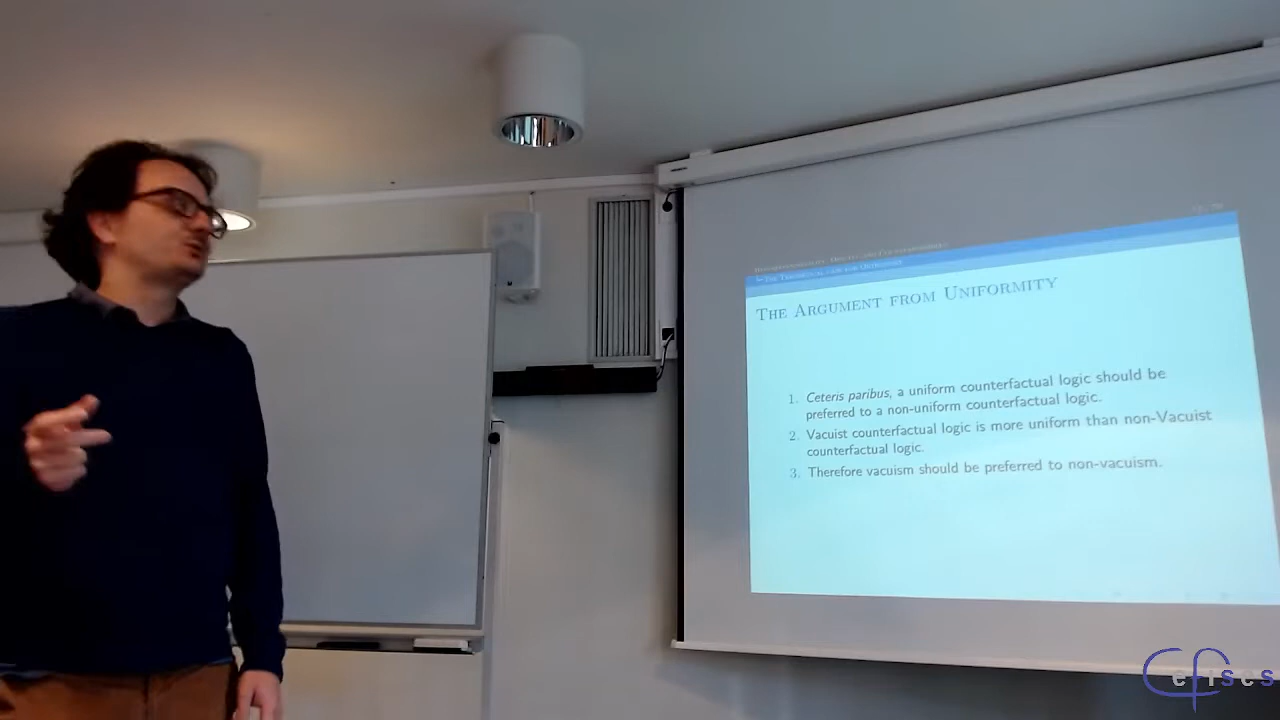 THE ARGUMENT FROM UNIFORMITY
1. Ceteris paribus, a uniform counterfactual logic should be
preferred to a non-uniform counterfactual logic.
2. Vacuist counterfactual logic is more uniform than non-Vacuist
counterfactual logic.
3. Therefore vacuism should be preferred to non-vacuism.
Cefises